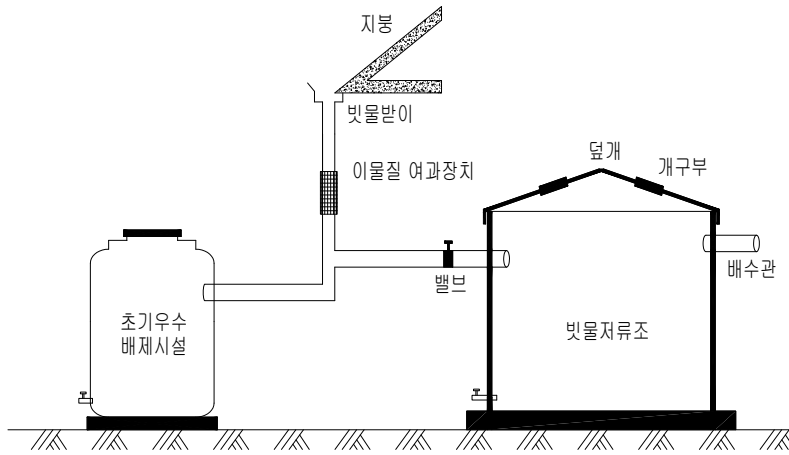 지붕
빗물받이
이물질 여과장치
덮개
개구부
밸브
배수관
초기우수
배제시설
빗물저류조